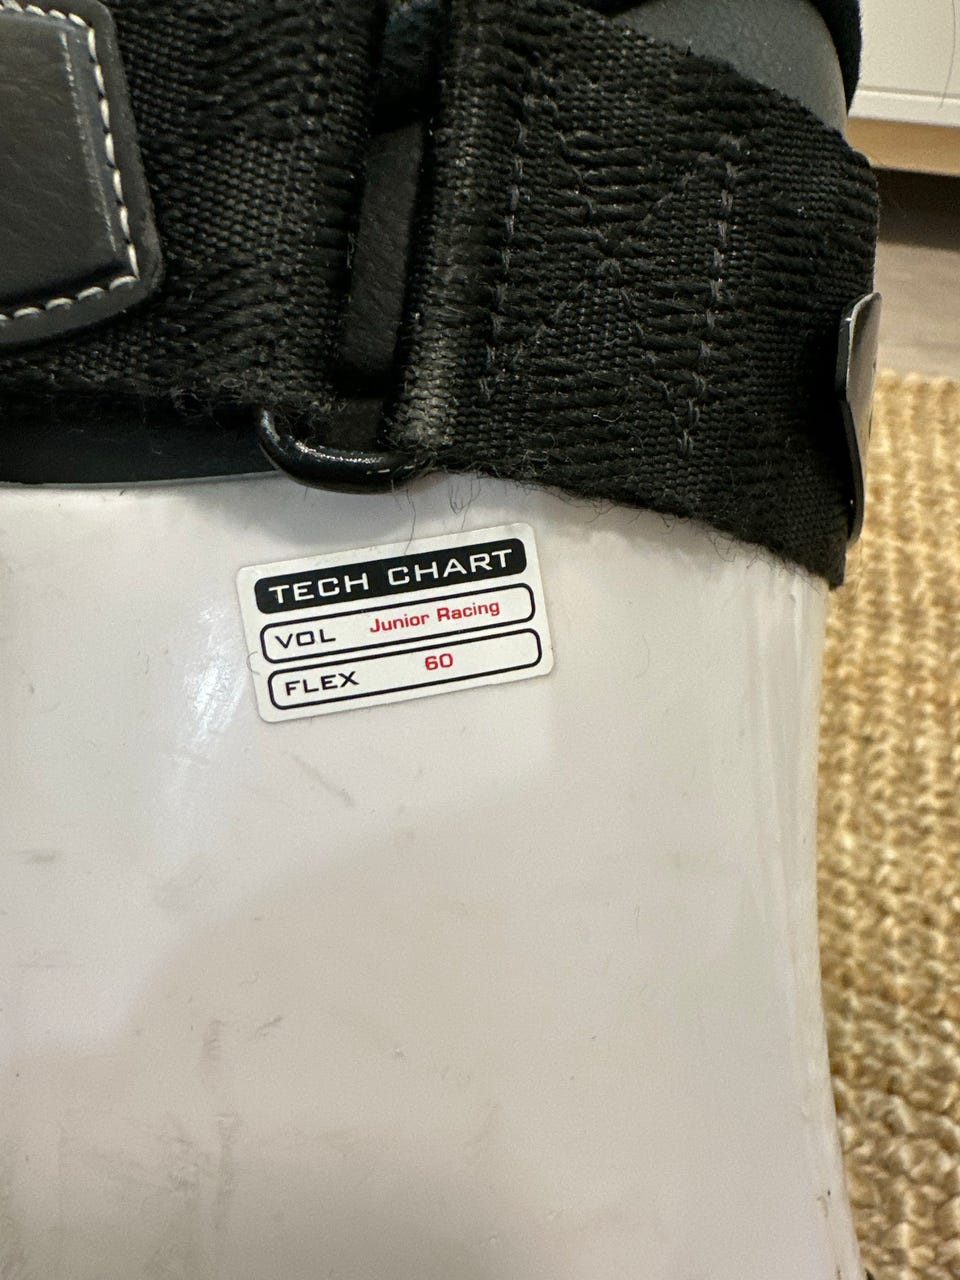 TECH CHART
VOL Junior Racing
FLEX 60